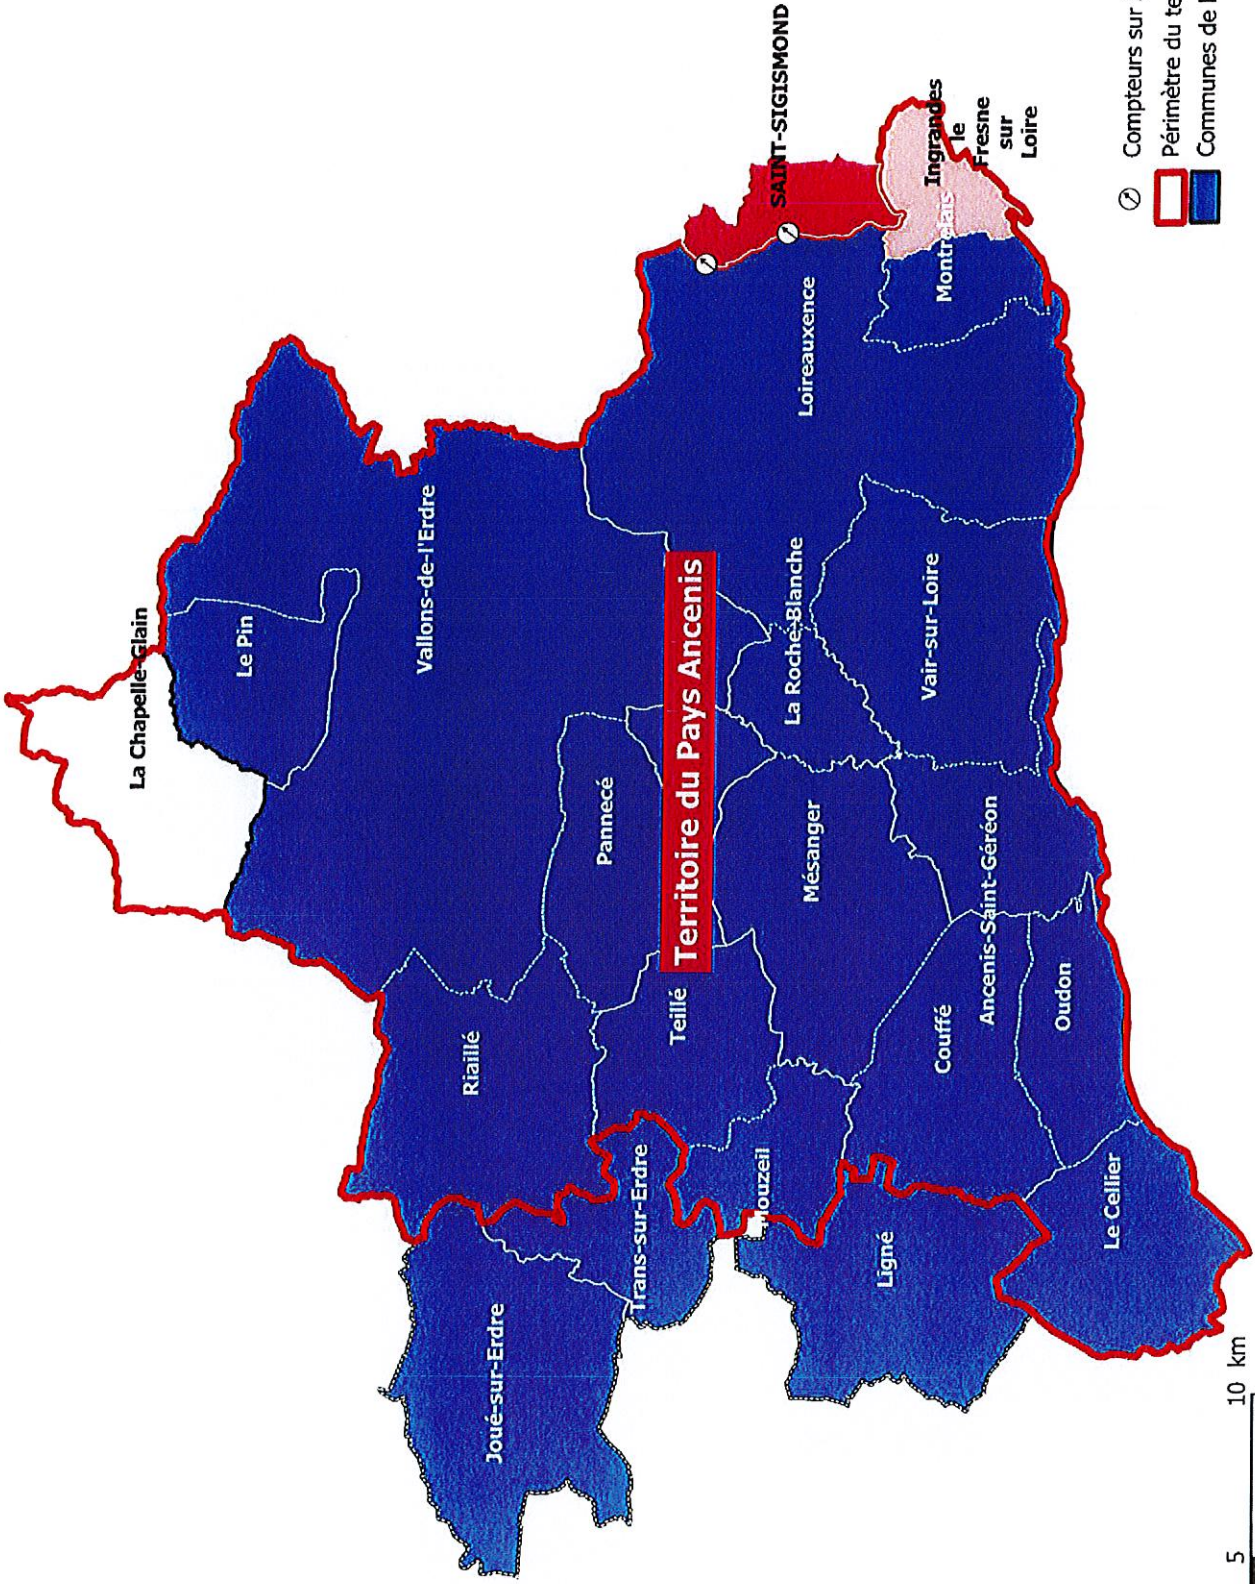 La Chapelle-Glain
Le Pin
Vallons-de-l'Erdre
Riaillé
Joué-sur-Erdre
Pannecé
Trans-sur-Erdre
Teillé
Territoire du Pays Ancenis
Mouzeil
SAINT-SIGISMOND
La Roche-Blanche
Loireauxence
Mésanger
Ligné
Vair-sur-Loire
Ingrandes
le
Fresne
sur
Loire
Couffé
Montrelais
Ancenis-Saint-Géréon
Oudon
Le Cellier
Compteurs sur
Périmètre du
Communes de
5 10 km